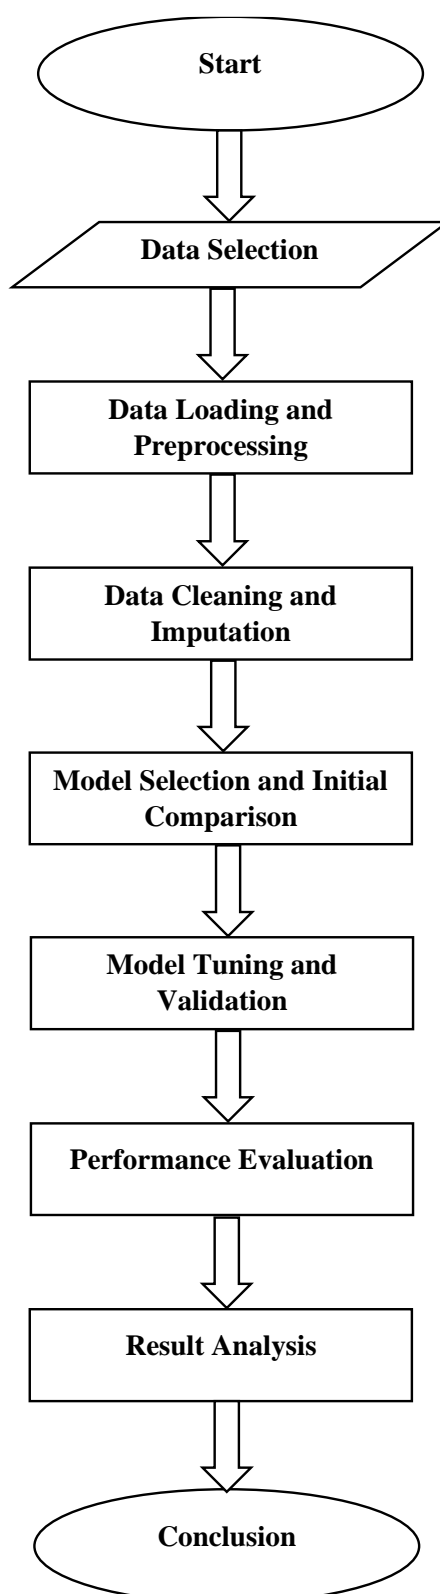 Start
Data Selection
Data Loading and
Preprocessing
Data Cleaning and
Imputation
Model Selection and Initial
Comparison
Model Tuning and
Validation
Performance Evaluation
Result Analysis
Conclusion